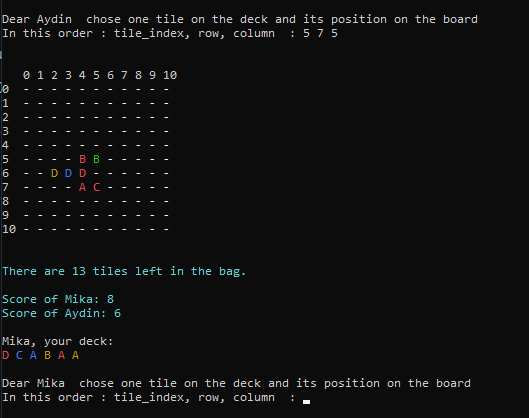 Dear Aydin  chose one tile on the deck and its position on the board
In this order : tile_index, row, column  : 5 7 5
0 1 2 3 4 5 6 7 8 9 10
0 - - - - - - - - - - -
1 - - - - - - - - - - -
2 - - - - - - - - - - -
3 - - - - - - - - - - -
4 - - - - - - - - - - -
5 - - - - B B - - - - -
6 - - D D D - - - - - -
7 - - - - A C - - - - -
8 - - - - - - - - - - -
9 - - - - - - - - - - -
10 - - - - - - - - - - -
There are 13 tiles left in the bag.
Score of Mika: 8
Score of Aydin: 6
Mika, your deck:
D C A B A A
Dear Mika  chose one tile on the deck and its position on the board
In this order : tile_index, row, column  :